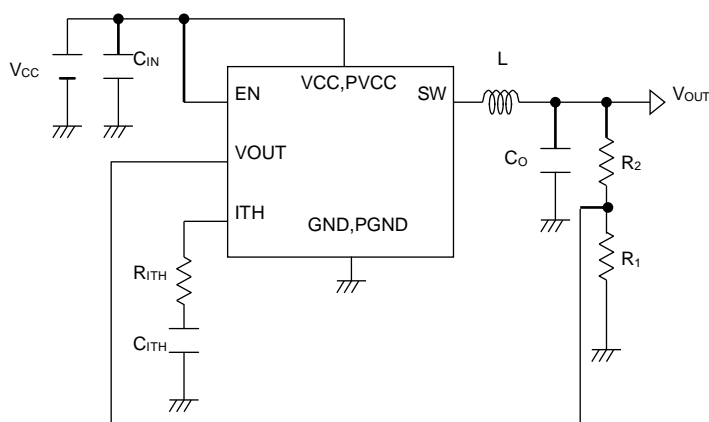 L
VCC
CIN
VCC,PVCC
EN
SW
VOUT
VOUT
CO
R2
ITH
GND,PGND
RITH
R1
CITH